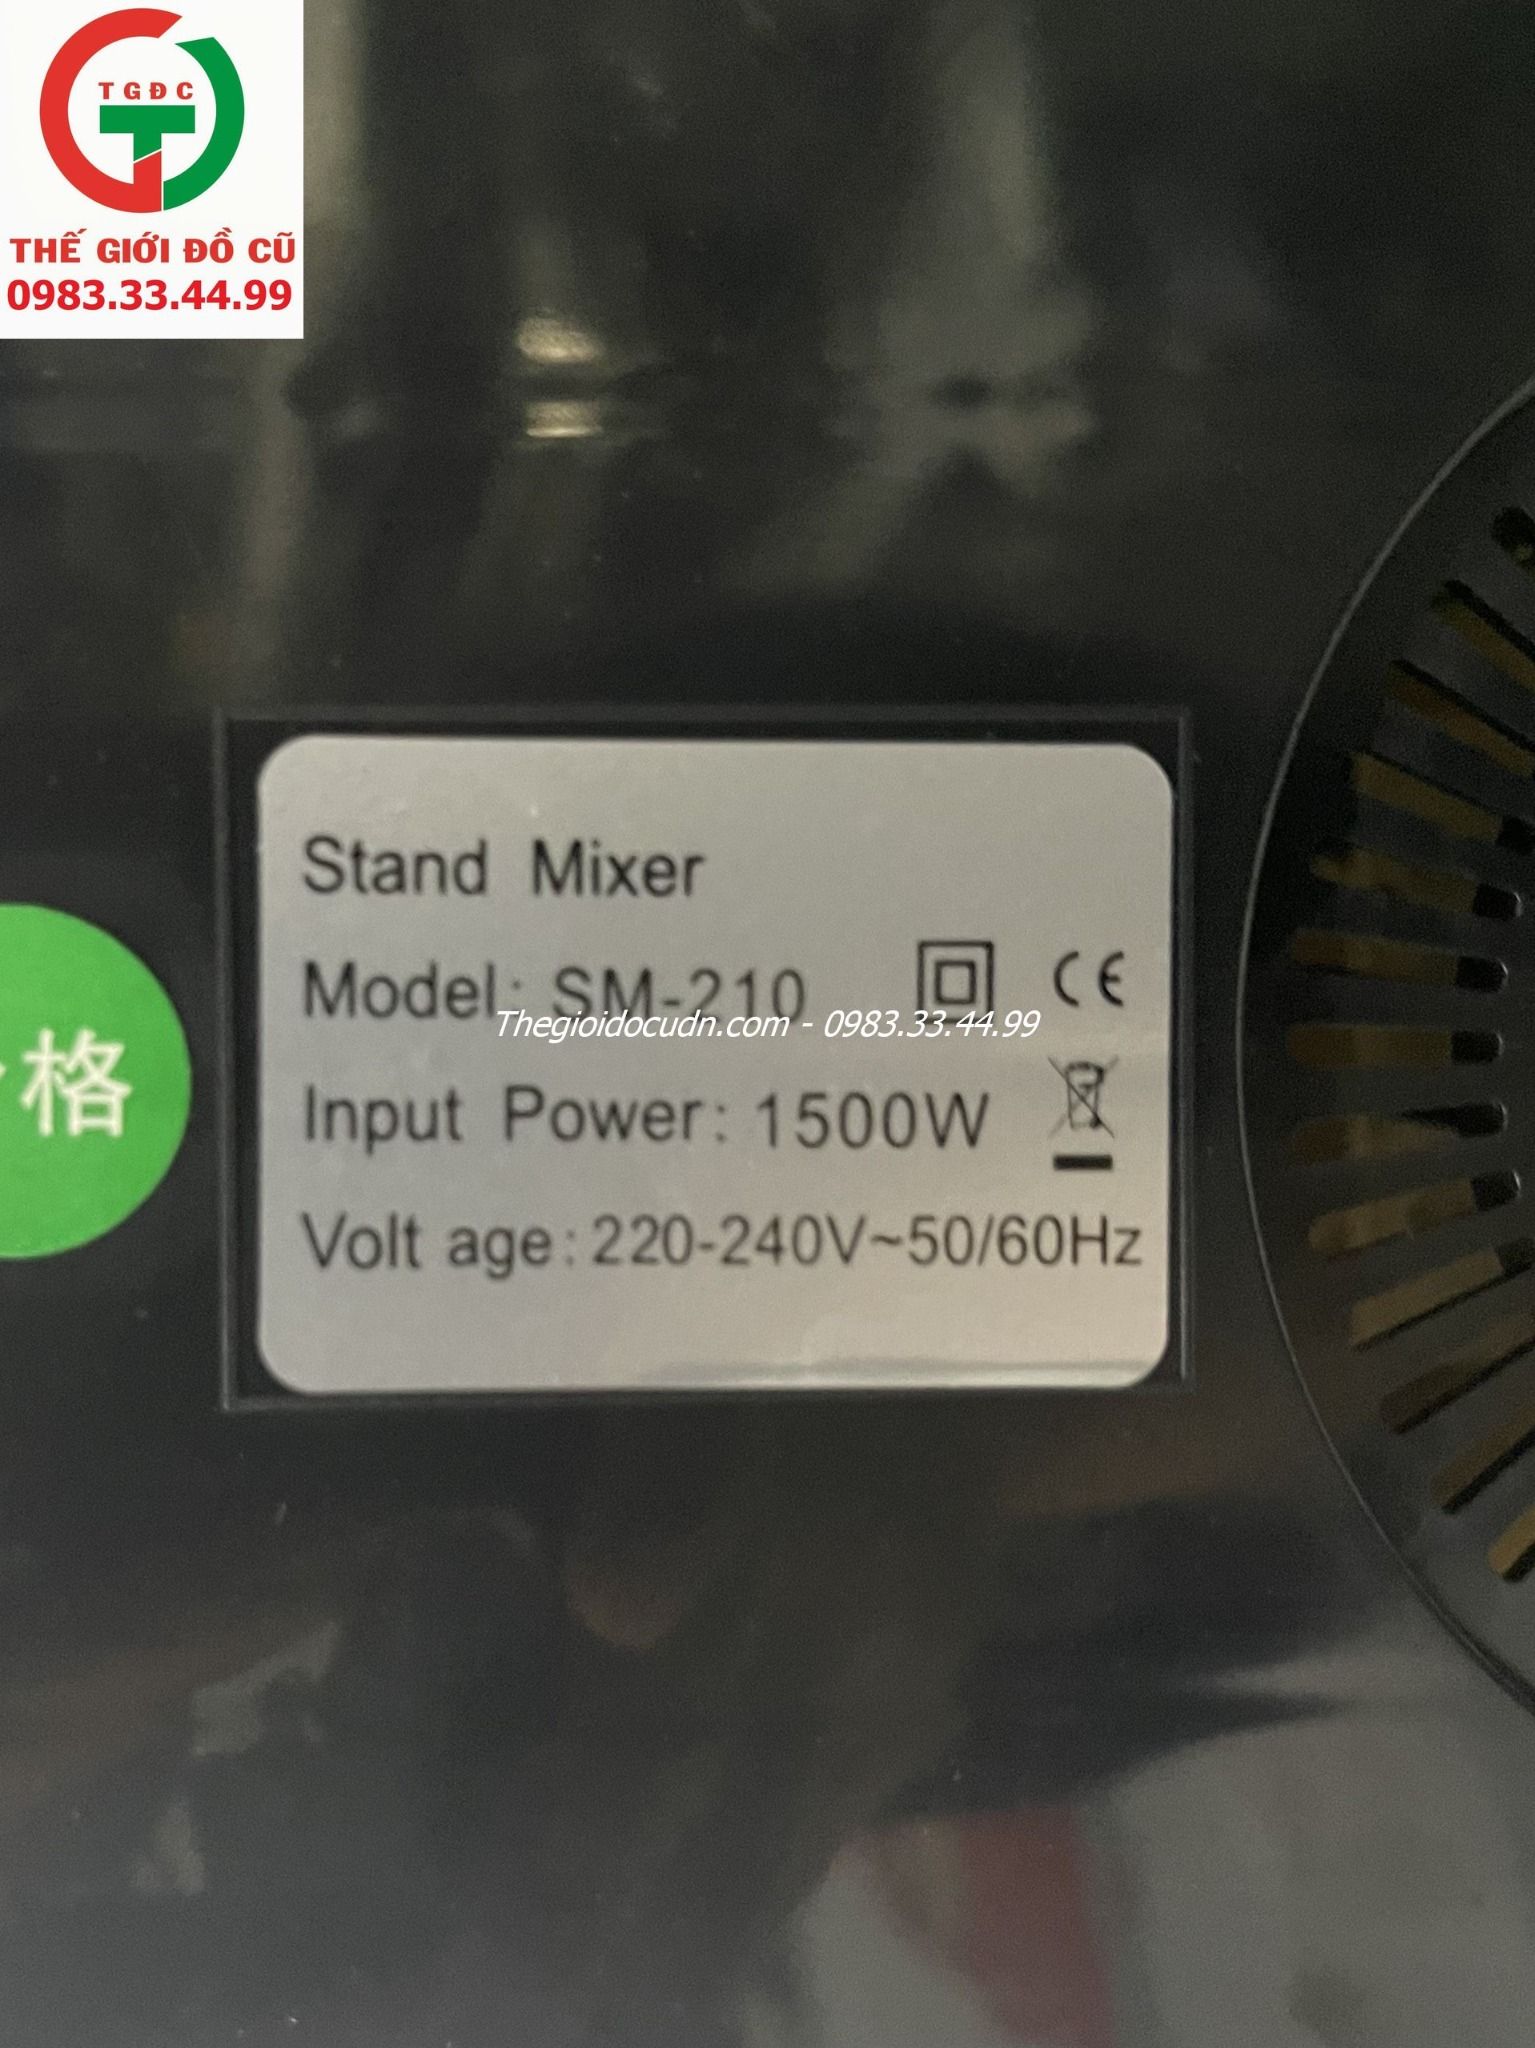 TGĐC
THẾ GIỚI ĐỒ CŨ
0983.33.44.99
Stand Mixer
Model: SM-210
CE
Thegioidocudn.com - 0983.33.44.99
Input Power: 1500W
格
Volt age: 220-240V~50/60Hz